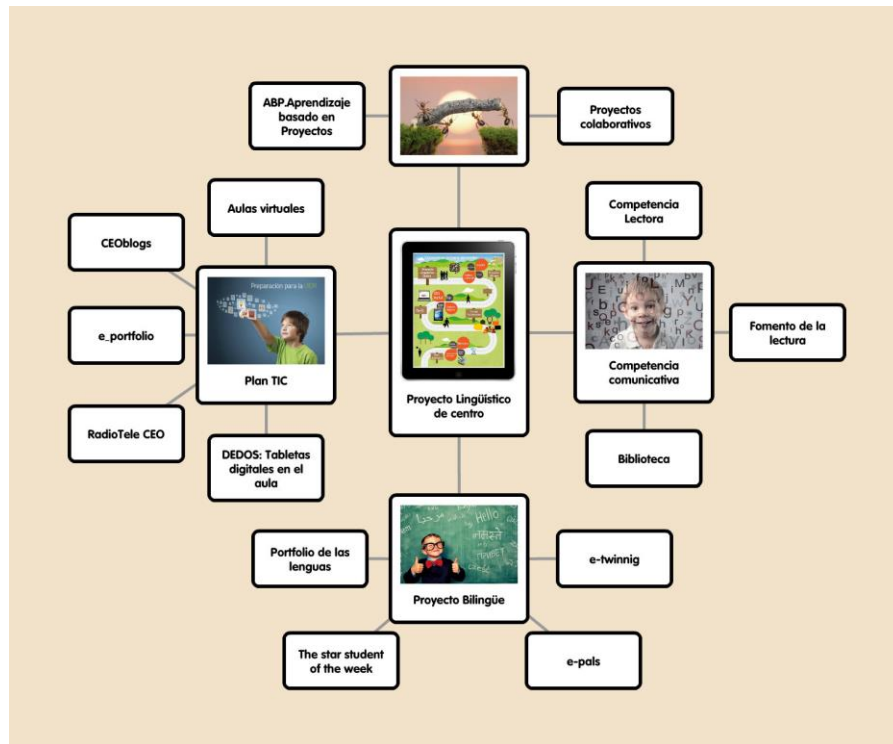 ABP.Aprendizaje
basado en
Proyectos
Proyectos
colaborativos
Aulas virtuales
Competencia
Lectora
CEOblogs
Preparación para la
e_portfolio
Plan TIC
Proyecto Lingüístico
de centro
Competencia
comunicativa
Fomento de la
lectura
RadioTele CEO
DEDOS: Tabletas
digitales en el
aula
Biblioteca
Portfolio de las
lenguas
Hello
Proyecto Bilingüe
e-twinnig
The star student
of the week
e-pals